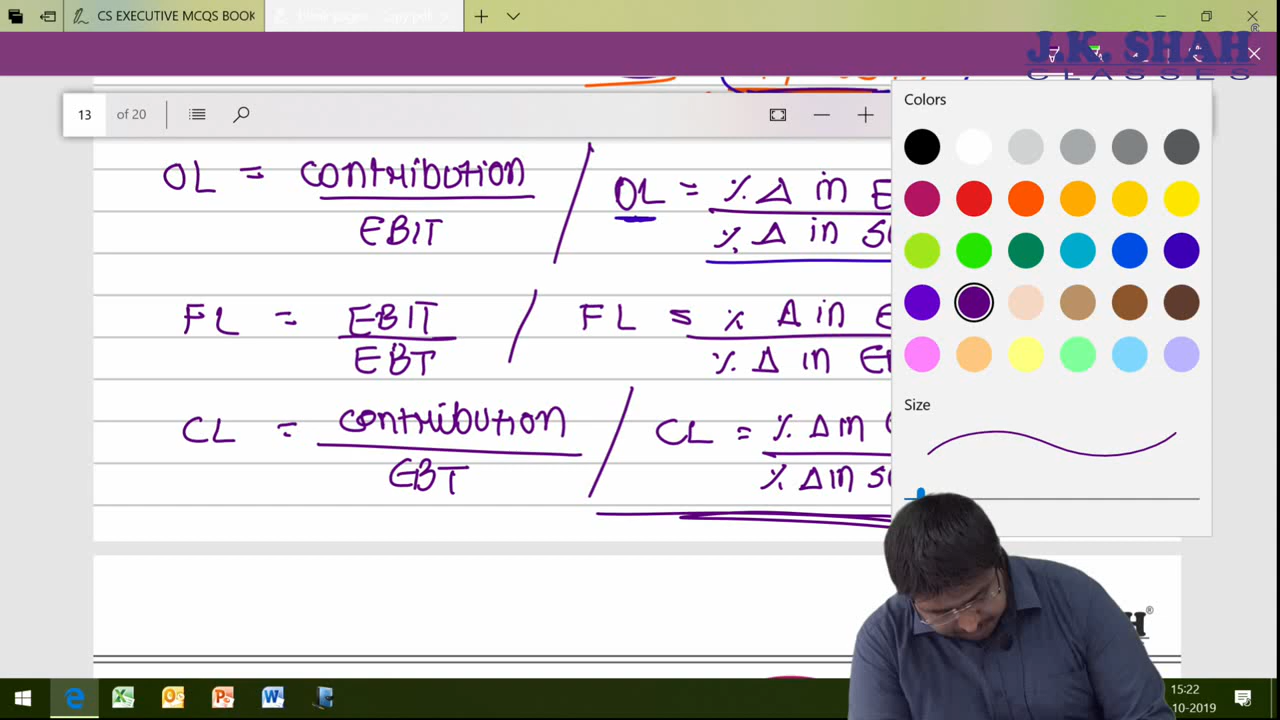 CS EXECUTIVE MCQS BOOK
J.K. SHAH®
CLASSES
13 of 20
Colors
OL = contribution / OL = % Δ in E
EBIT % Δ in S
FL = EBIT / FL = % Δ in E
EBT % Δ in E
Size
CL = contribution / CL = % Δ in
EBT % Δ in S
H®
15:22
10-2019